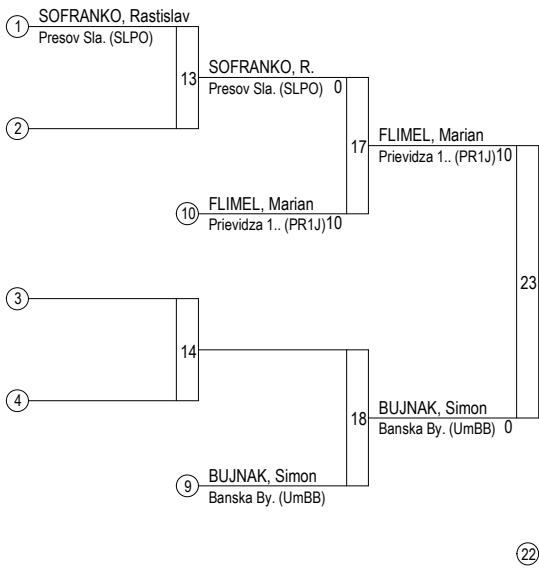 1 SOFRANKO, Rastislav
Presov Sla. (SLPO)
13
SOFRANKO, R.
Presov Sla. (SLPO) 0
2
17
FLIMEL, Marian
Prievidza 1.. (PR1J)10
10 FLIMEL, Marian
Prievidza 1.. (PR1J)10
23
3
14
4
18
BUJNAK, Simon
Banska By. (UmBB) 0
9 BUJNAK, Simon
Banska By. (UmBB)
22